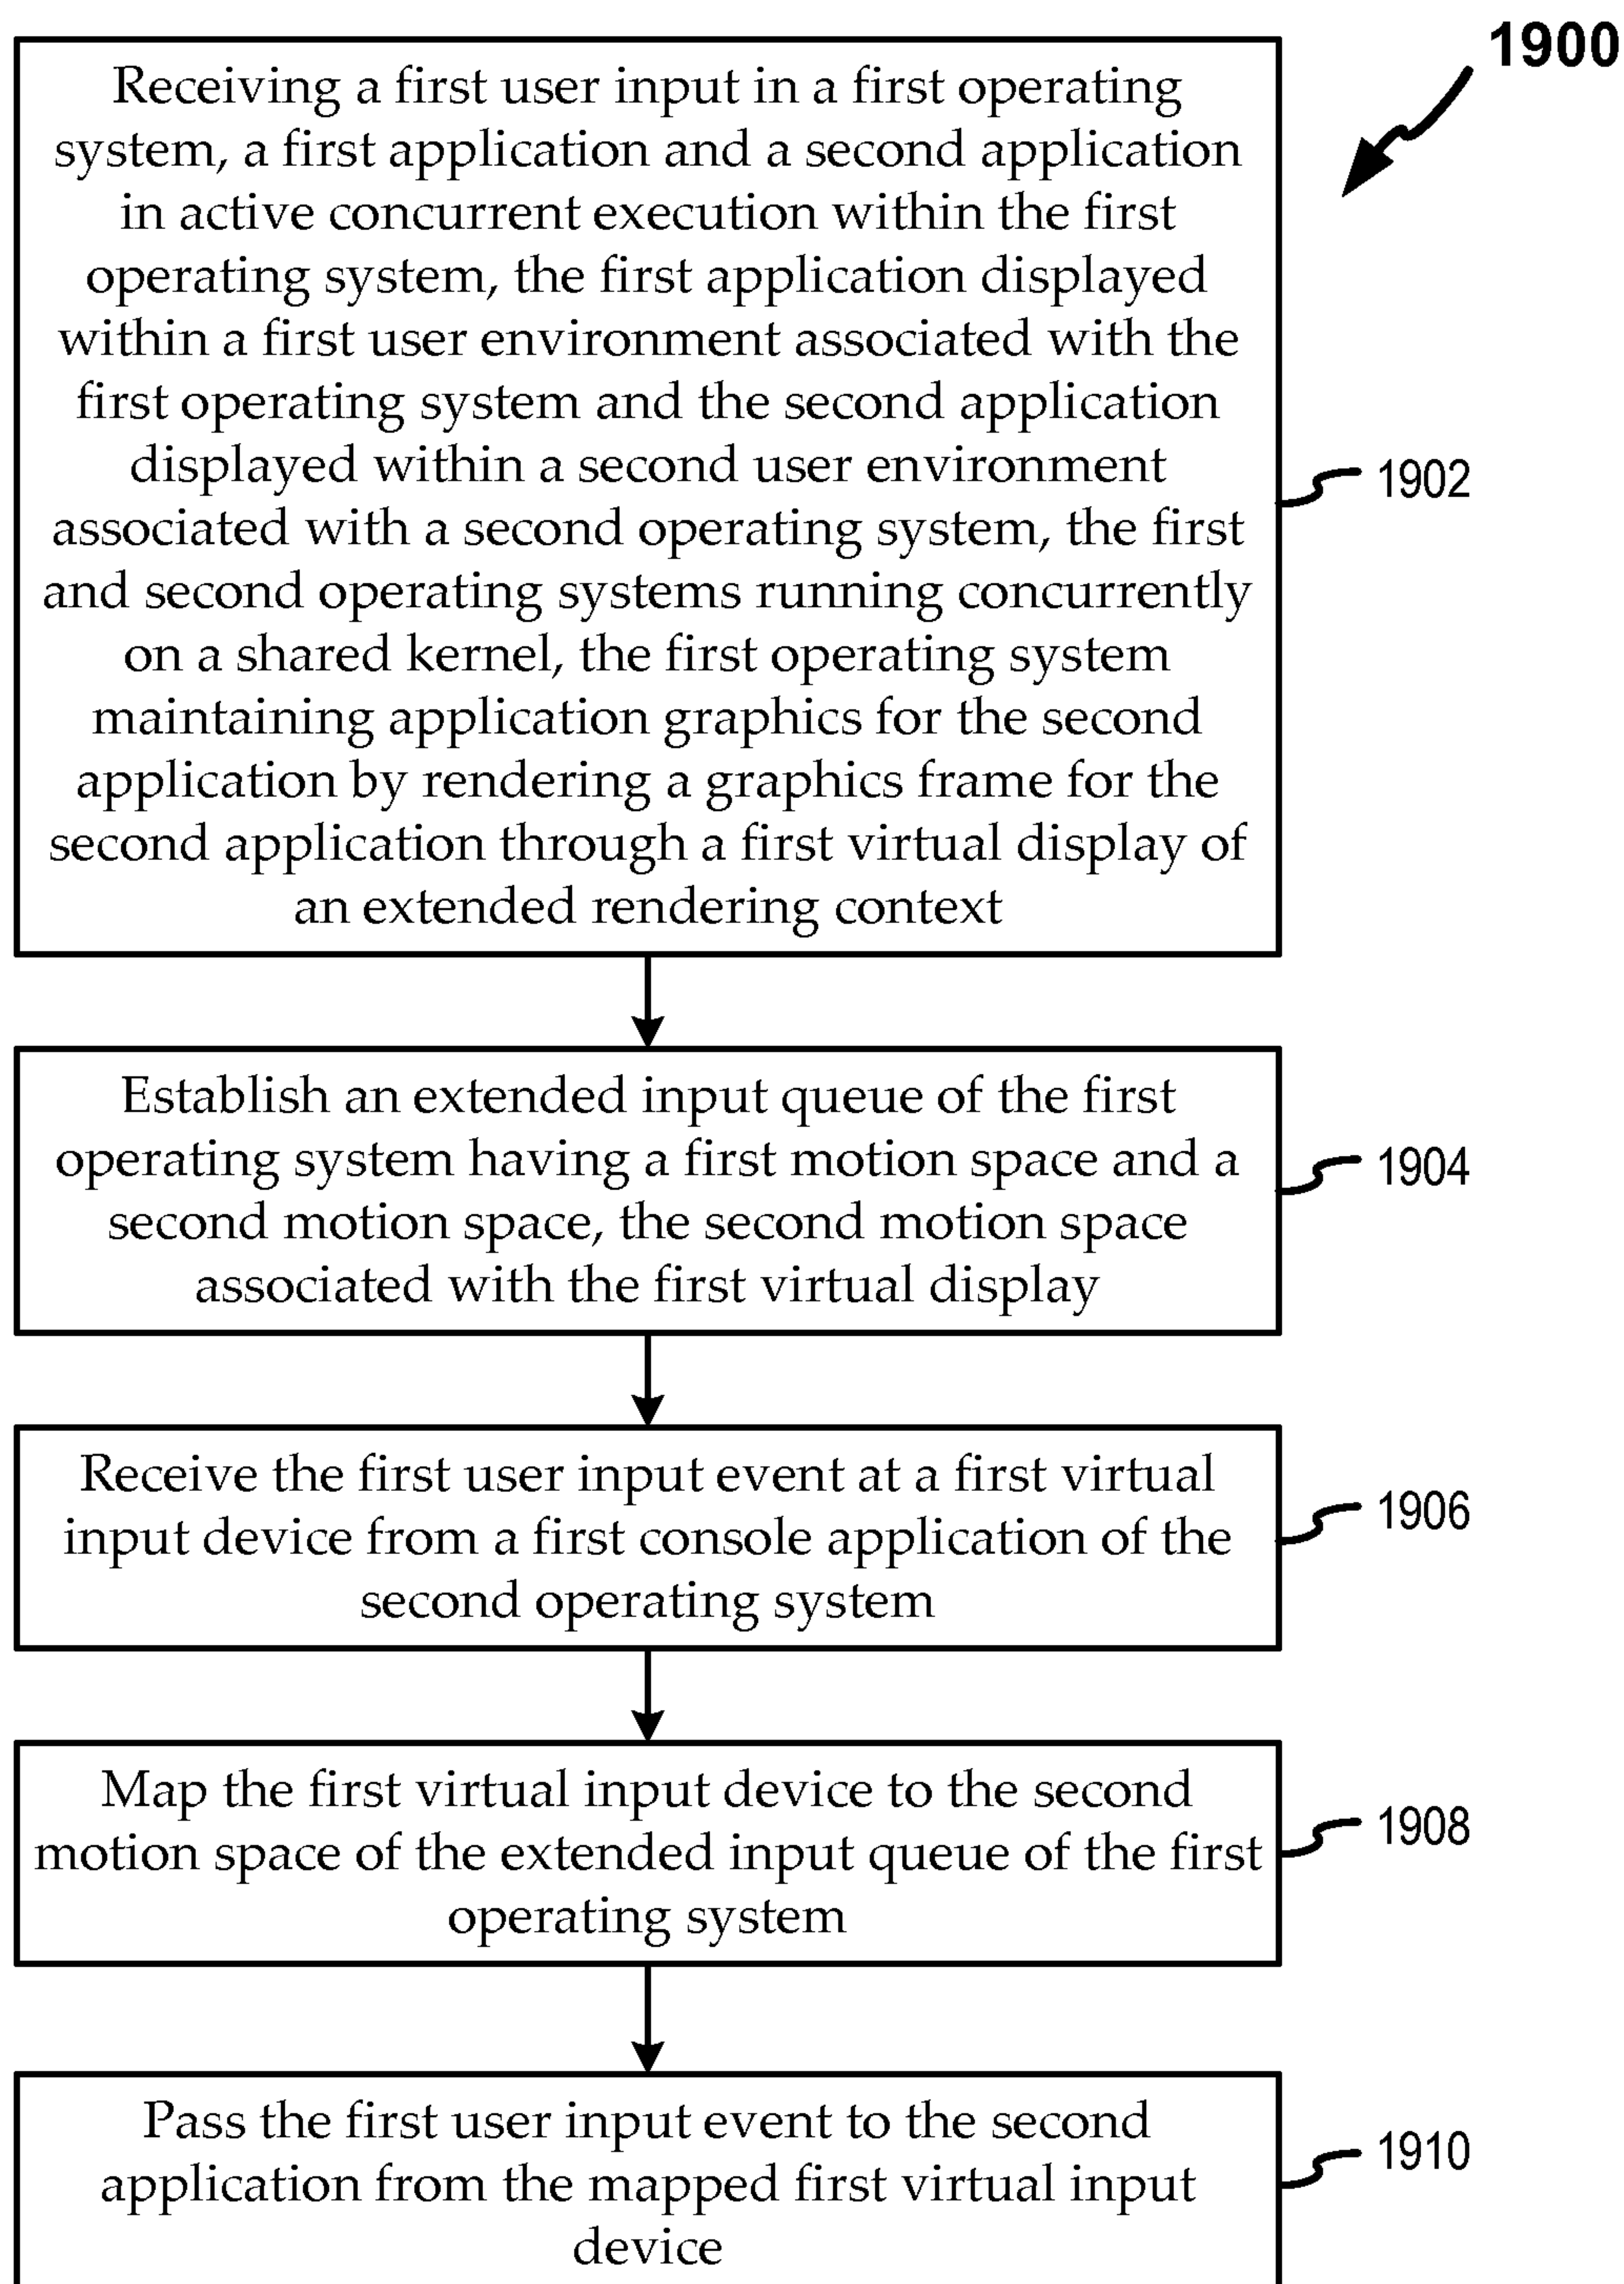 1900
Receiving a first user input in a first operating
system, a first application and a second application
in active concurrent execution within the first
operating system, the first application displayed
within a first user environment associated with the
first operating system and the second application
displayed within a second user environment
associated with a second operating system, the first
and second operating systems running concurrently
on a shared kernel, the first operating system
maintaining application graphics for the second
application by rendering a graphics frame for the
second application through a first virtual display of
an extended rendering context
1902
Establish an extended input queue of the first
operating system having a first motion space and a
second motion space, the second motion space
associated with the first virtual display
1904
Receive the first user input event at a first virtual
input device from a first console application of the
second operating system
1906
Map the first virtual input device to the second
motion space of the extended input queue of the first
operating system
1908
Pass the first user input event to the second
application from the mapped first virtual input
device
1910